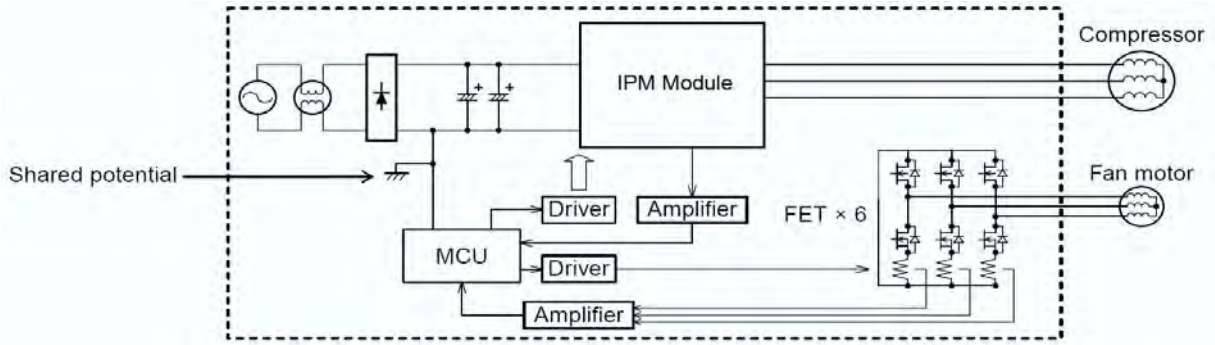 Compressor
IPM Module
Shared potential
Fan motor
Driver
Amplifier
FET × 6
MCU
Driver
Amplifier
+
+